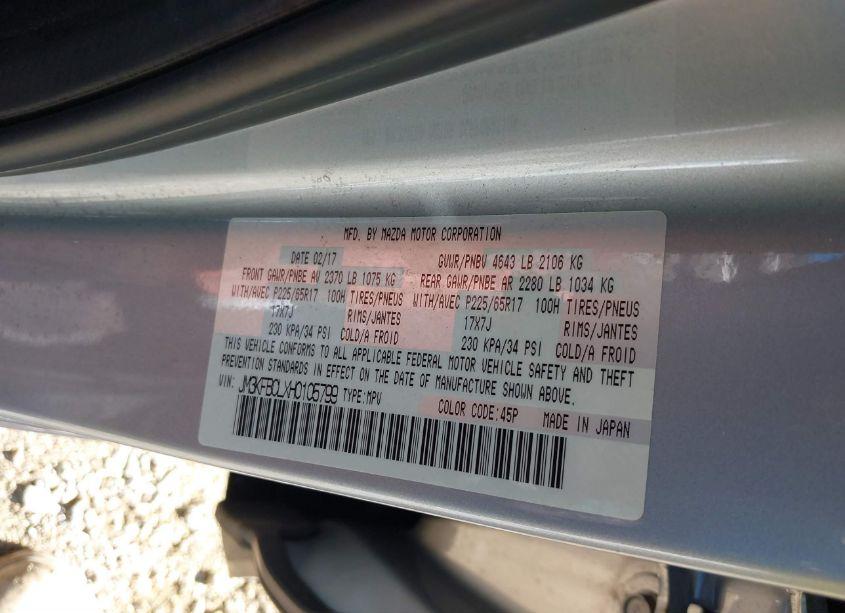 MFD. BY MAZDA MOTOR CORPORATION
DATE 02/17 GVWR/PNBV 4643 LB 2106 KG
FRONT GAWR/PNBE AV 2370 LB 1075 KG REAR GAWR/PNBE AR 2280 LB 1034 KG
WITH/AVEC P225/65R17 100H TIRES/PNEUS WITH/AVEC P225/65R17 100H TIRES/PNEUS
17X7J RIMS/JANTES 17X7J RIMS/JANTES
230 KPA/34 PSI COLD/A FROID 230 KPA/34 PSI COLD/A FROID
THIS VEHICLE CONFORMS TO ALL APPLICABLE FEDERAL MOTOR VEHICLE SAFETY AND THEFT
PREVENTION STANDARDS IN EFFECT ON THE DATE OF MANUFACTURE SHOWN ABOVE.
VIN: JM3KFBCLXH0105799 TYPE:MPV COLOR CODE:45P MADE IN JAPAN